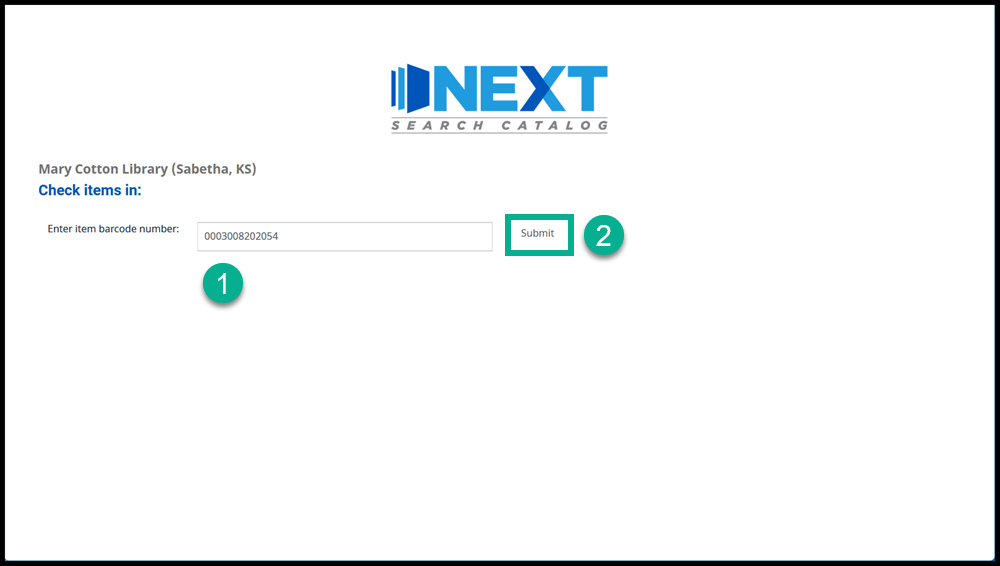 NEXT
SEARCH CATALOG
Mary Cotton Library (Sabetha, KS)
Check items in:
Enter item barcode number:
0003008202054
Submit
2
1